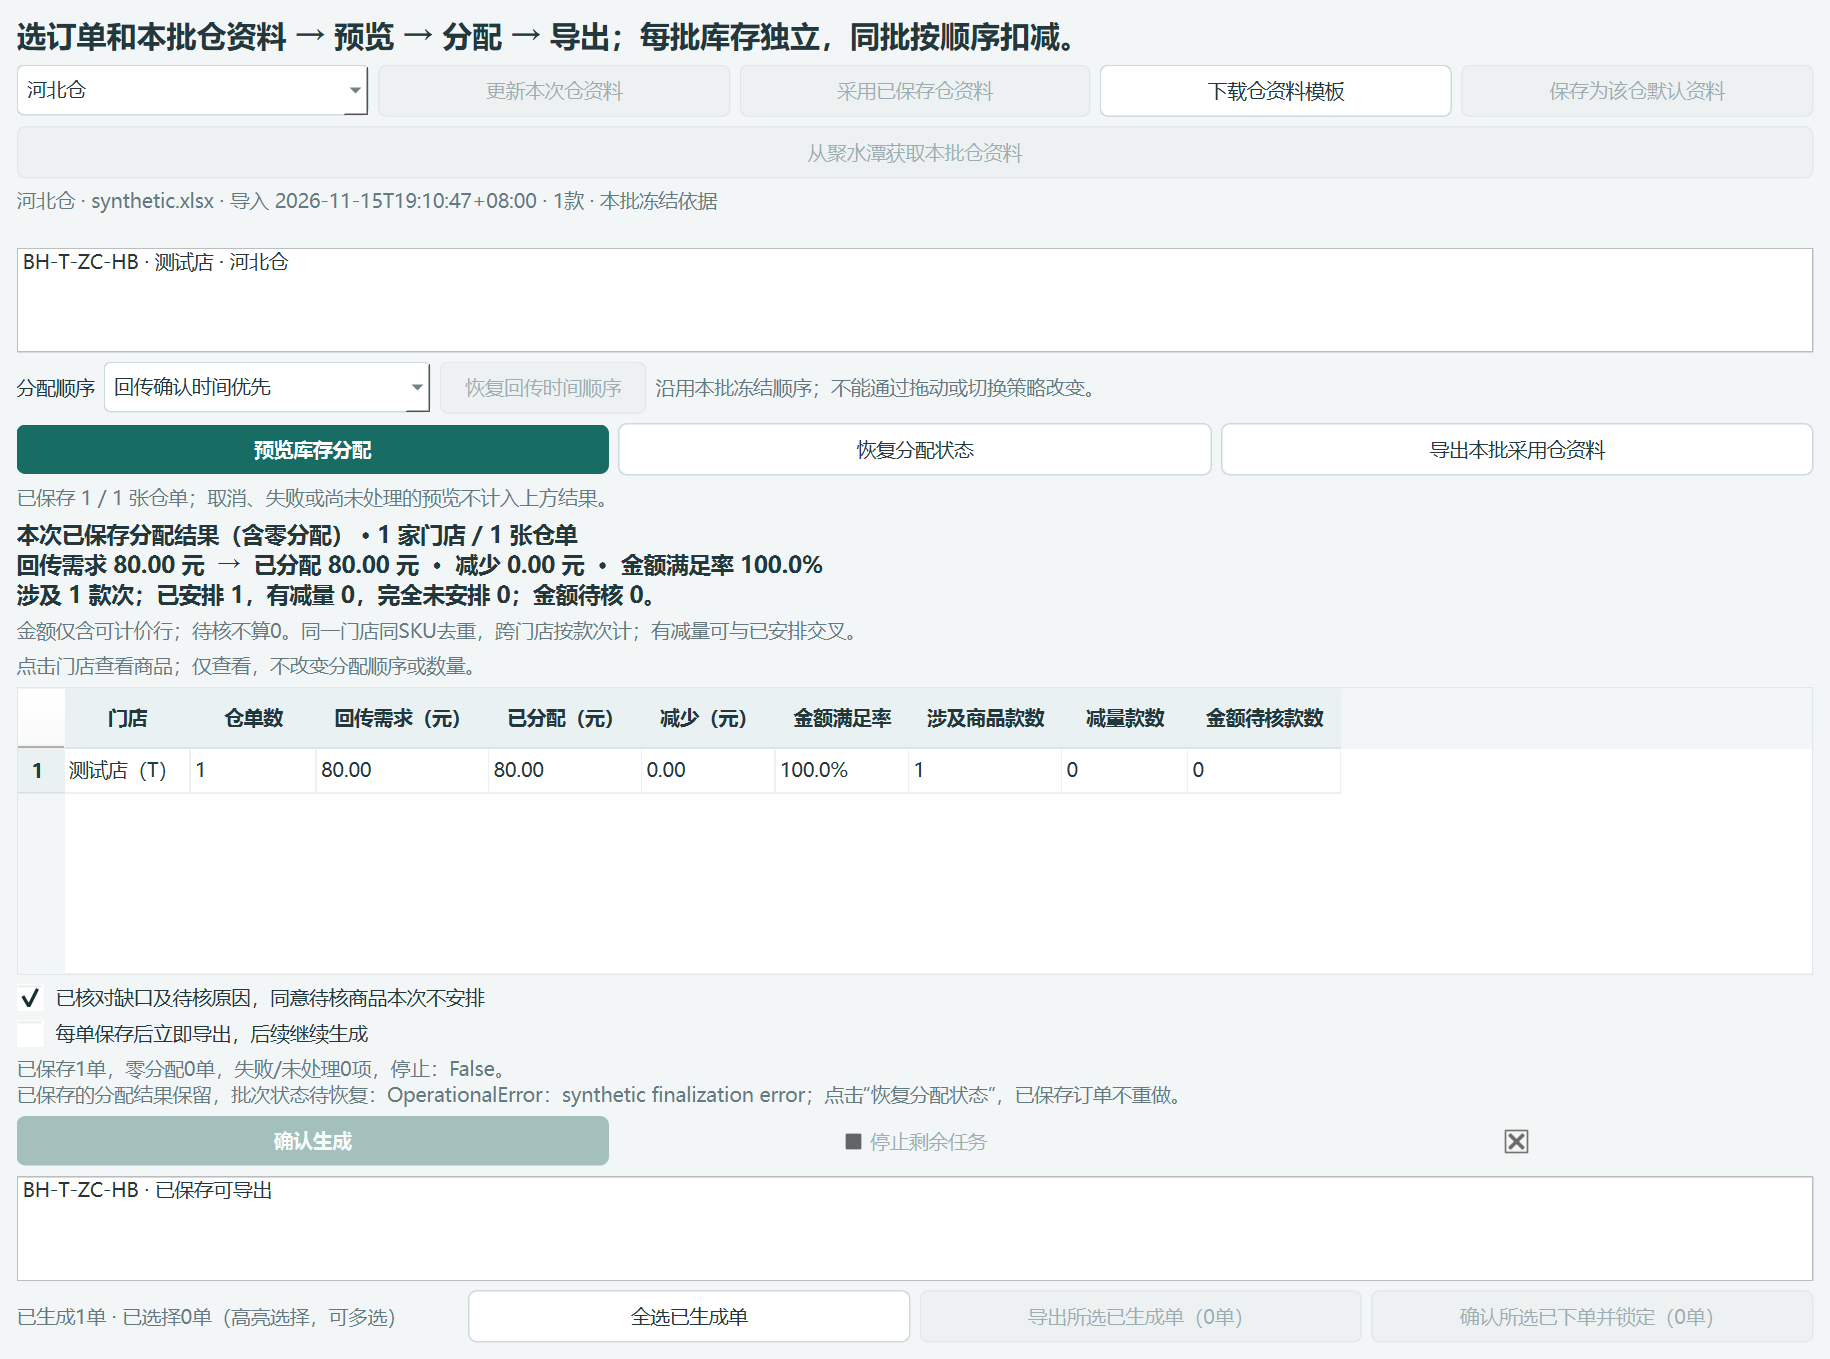 选订单和本批仓资料 → 预览 → 分配 → 导出；每批库存独立，同批按顺序扣减。
河北仓 更新本次仓资料 采用已保存仓资料 下载仓资料模板 保存为该仓默认资料
从聚水潭获取本批仓资料
河北仓 · synthetic.xlsx · 导入 2026-11-15T19:10:47+08:00 · 1款 · 本批冻结依据
BH-T-ZC-HB · 测试店 · 河北仓
分配顺序 回传确认时间优先 恢复回传时间顺序 沿用本批冻结顺序；不能通过拖动或切换策略改变。
预览库存分配 恢复分配状态 导出本批采用仓资料
已保存 1 / 1 张仓单；取消、失败或尚未处理的预览不计入上方结果。
本次已保存分配结果（含零分配） • 1 家门店 / 1 张仓单
回传需求 80.00 元 → 已分配 80.00 元 • 减少 0.00 元 • 金额满足率 100.0%
涉及 1 款次；已安排 1，有减量 0，完全未安排 0；金额待核 0。
金额仅含可计价行；待核不算0。同一门店同SKU去重，跨门店按款次计；有减量可与已安排交叉。
点击门店查看商品；仅查看，不改变分配顺序或数量。
门店 仓单数 回传需求（元） 已分配（元） 减少（元） 金额满足率 涉及商品款数 减量款数 金额待核款数
1 测试店（T） 1 80.00 80.00 0.00 100.0% 1 0 0
已核对缺口及待核原因，同意待核商品本次不安排
每单保存后立即导出，后续继续生成
已保存1单，零分配0单，失败/未处理0项，停止：False。
已保存的分配结果保留，批次状态待恢复：OperationalError：synthetic finalization error；点击“恢复分配状态”，已保存订单不重做。
确认生成 停止剩余任务
BH-T-ZC-HB · 已保存可导出
已生成1单 · 已选择0单（高亮选择，可多选） 全选已生成单 导出所选已生成单（0单） 确认所选已下单并锁定（0单）